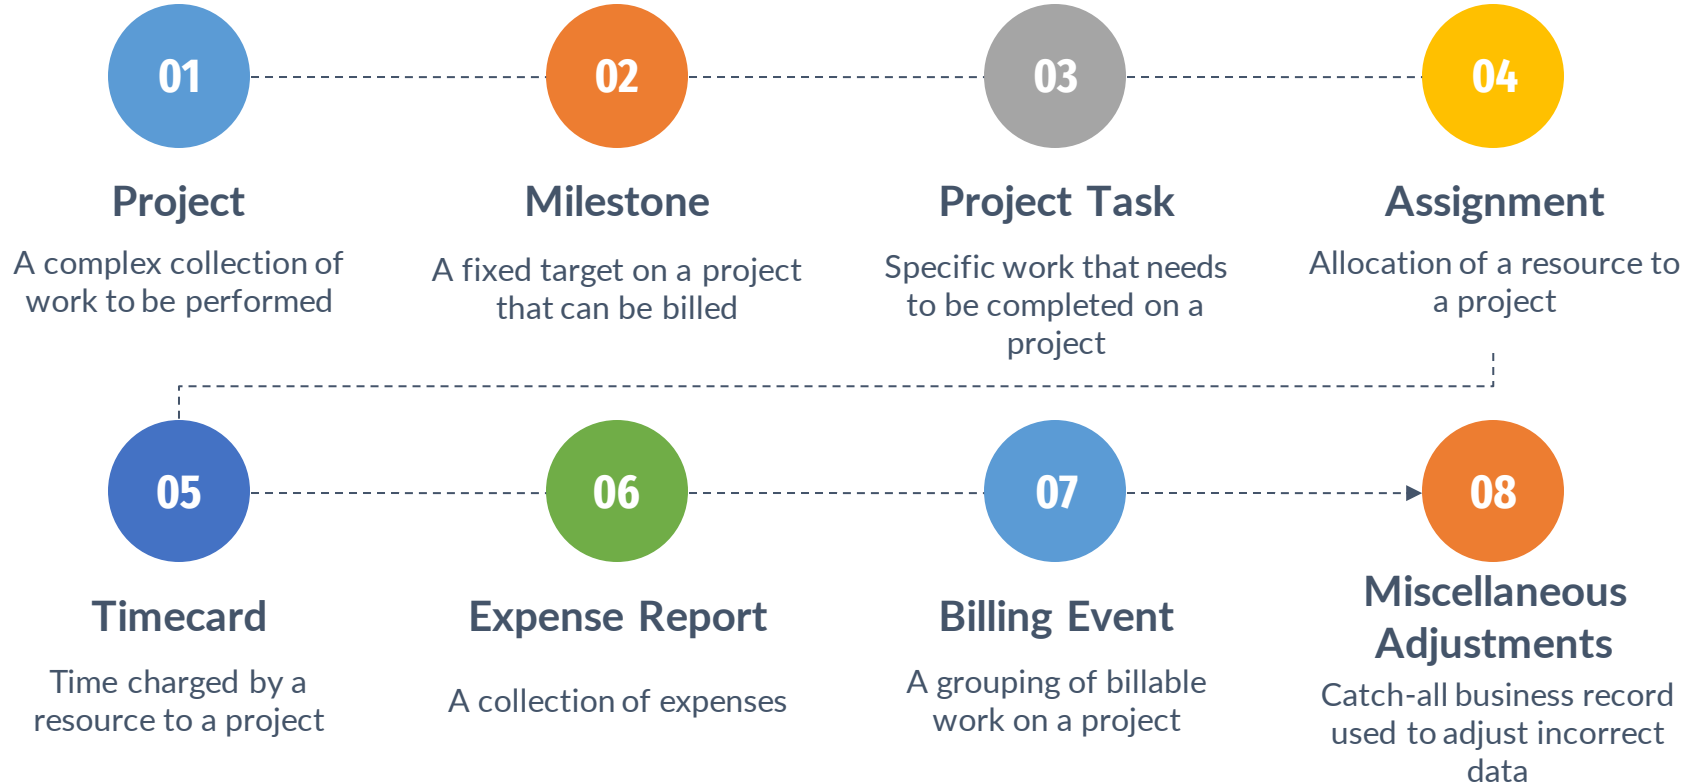 01
02
03
04
Project
Milestone
Project Task
Assignment
A complex collection of
work to be performed
A fixed target on a project
that can be billed
Specific work that needs
to be completed on a
project
Allocation of a resource to
a project
05
06
07
08
Timecard
Expense Report
Billing Event
Miscellaneous
Adjustments
Time charged by a
resource to a project
A collection of expenses
A grouping of billable
work on a project
Catch-all business record
used to adjust incorrect
data